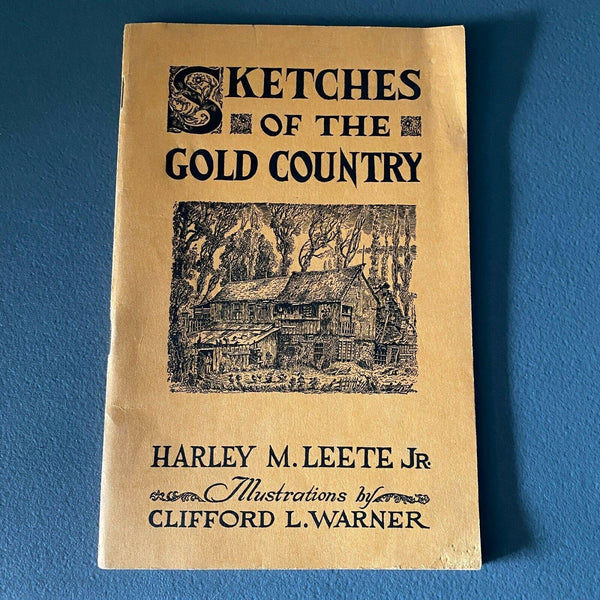 SKETCHES
OF THE
GOLD COUNTRY
HARLEY M. LEETE JR.
Illustrations by
CLIFFORD L. WARNER